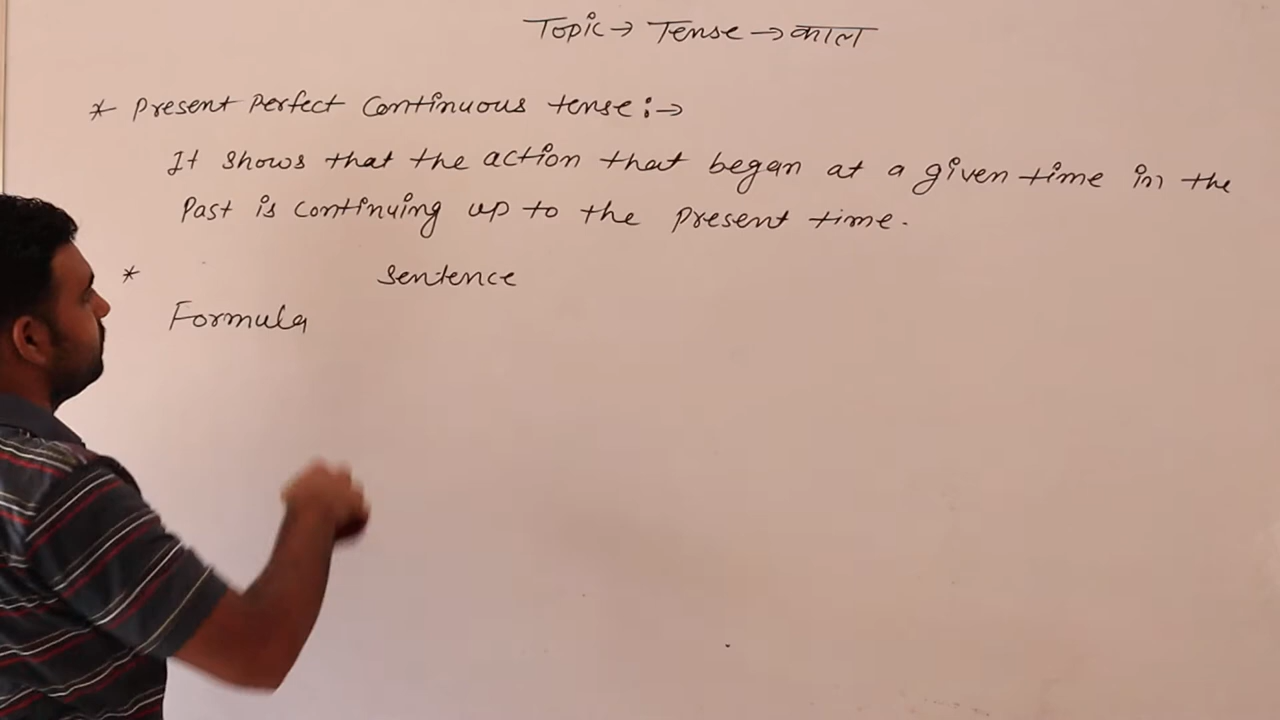 Topic → Tense → काल
* Present Perfect Continuous tense :→
It shows that the action that began at a given time in the
Past is continuing up to the present time.
* sentence
Formula